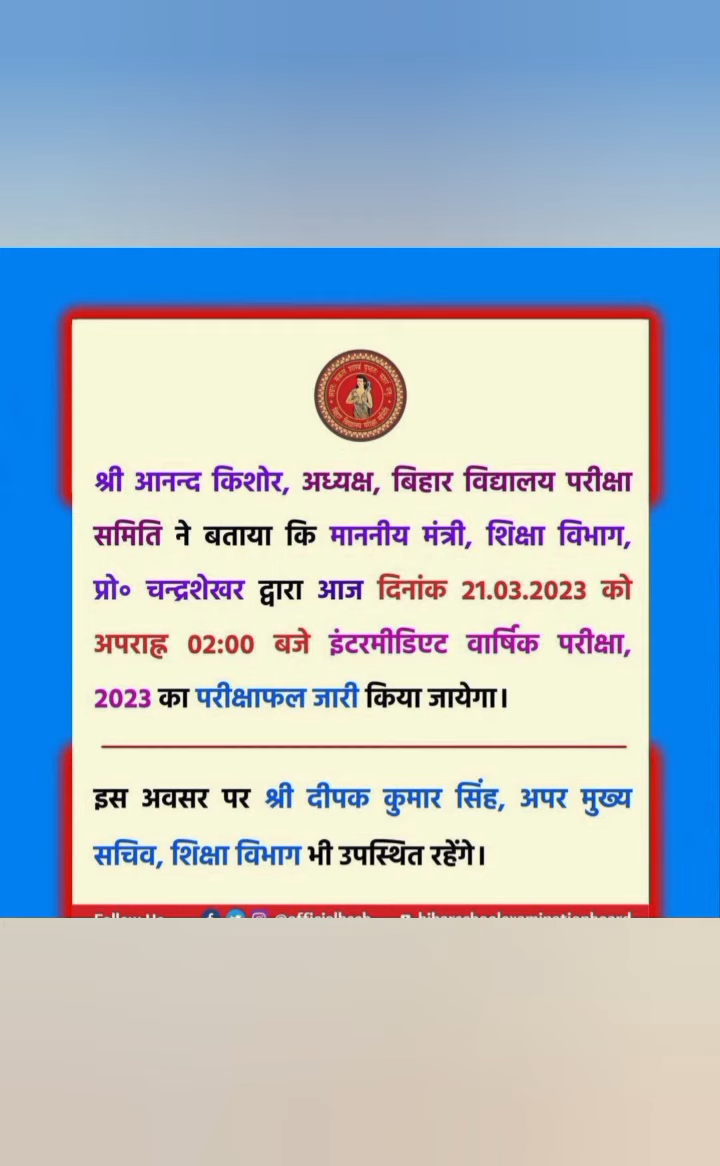 श्री आनन्द किशोर, अध्यक्ष, बिहार विद्यालय परीक्षा
समिति ने बताया कि माननीय मंत्री, शिक्षा विभाग,
प्रो० चन्द्रशेखर द्वारा आज दिनांक 21.03.2023 को
अपराह्न 02:00 बजे इंटरमीडिएट वार्षिक परीक्षा,
2023 का परीक्षाफल जारी किया जायेगा।
इस अवसर पर श्री दीपक कुमार सिंह, अपर मुख्य
सचिव, शिक्षा विभाग भी उपस्थित रहेंगे।